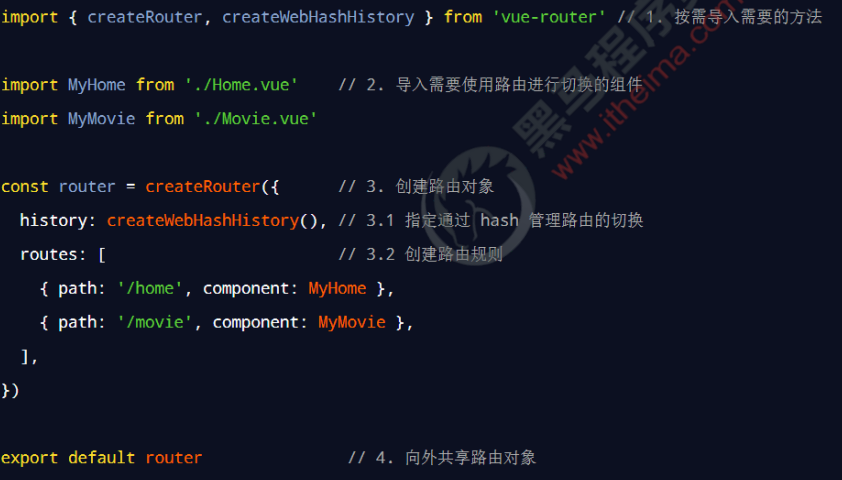 import { createRouter, createWebHashHistory } from 'vue-router' // 1. 按需导入需要的方法
import MyHome from './Home.vue'    // 2. 导入需要使用路由进行切换的组件
import MyMovie from './Movie.vue'
const router = createRouter({      // 3. 创建路由对象
  history: createWebHashHistory(), // 3.1 指定通过 hash 管理路由的切换
  routes: [                        // 3.2 创建路由规则
    { path: '/home', component: MyHome },
    { path: '/movie', component: MyMovie },
  ],
})
export default router               // 4. 向外共享路由对象
黑马程序
www.itheima.com